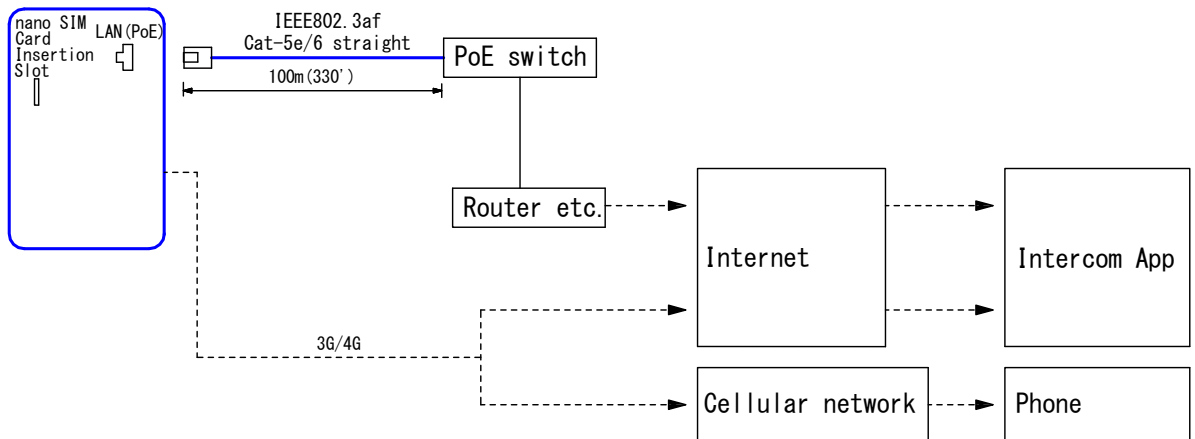 nano SIM
Card
Insertion
Slot
LAN(PoE)
IEEE802.3af
Cat-5e/6 straight
100m(330')
PoE switch
Router etc.
Internet
Intercom App
3G/4G
Cellular network
Phone